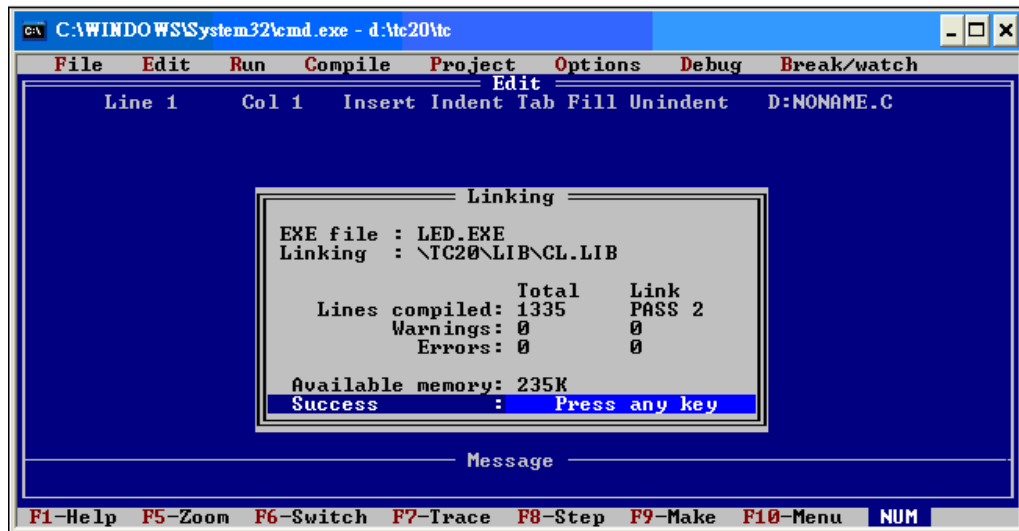 C:\WINDOWS\System32\cmd.exe - d:\tc20\tc
File Edit Run Compile Project Options Debug Break/watch
Edit
Line 1 Col 1 Insert Indent Tab Fill Unindent D:NONAME.C
Linking
EXE file : LED.EXE
Linking : \TC20\LIB\CL.LIB
Total Link
Lines compiled: 1335 PASS 2
Warnings: 0 0
Errors: 0 0
Available memory: 235K
Success : Press any key
Message
F1-Help F5-Zoom F6-Switch F7-Trace F8-Step F9-Make F10-Menu NUM